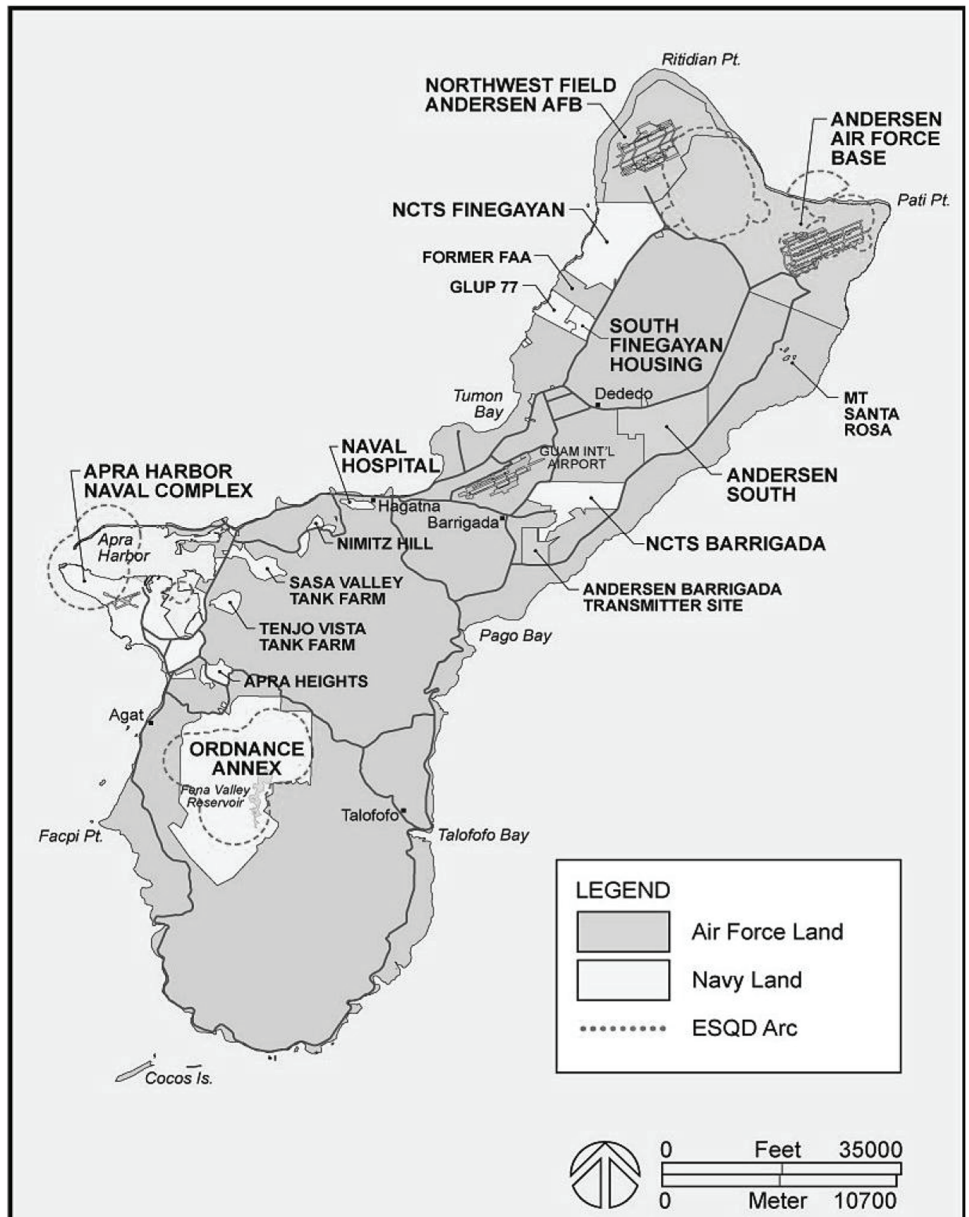 Ritidian Pt.
NORTHWEST FIELD
ANDERSEN AFB
ANDERSEN
AIR FORCE
BASE
Pati Pt.
NCTS FINEGAYAN
FORMER FAA
GLUP 77
SOUTH
FINEGAYAN
HOUSING
Tumon
Bay
Dededo
MT
SANTA
ROSA
NAVAL
HOSPITAL
GUAM INT'L
AIRPORT
APRA HARBOR
NAVAL COMPLEX
ANDERSEN
SOUTH
Hagatna
Barrigada
Apra
Harbor
NIMITZ HILL
NCTS BARRIGADA
SASA VALLEY
TANK FARM
ANDERSEN BARRIGADA
TRANSMITTER SITE
TENJO VISTA
TANK FARM
Pago Bay
APRA HEIGHTS
Agat
ORDNANCE
ANNEX
Fena Valley
Reservoir
Talofofo
Facpi Pt.
Talofofo Bay
LEGEND
Air Force Land
Navy Land
ESQD Arc
Cocos Is.
0 Feet 35000
0 Meter 10700